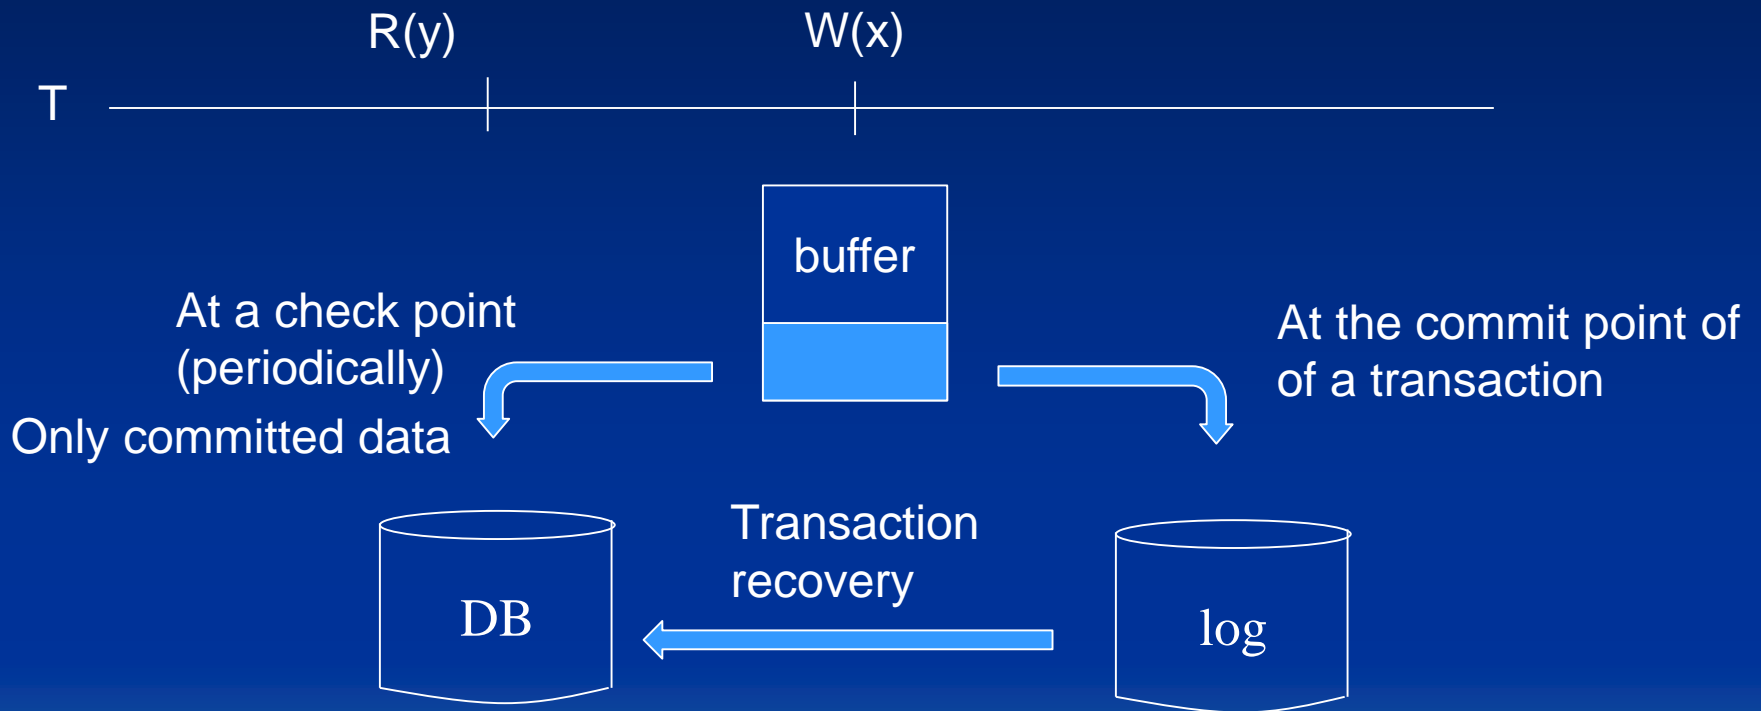 R(y)
W(x)
T
buffer
At a check point
(periodically)
Only committed data
At the commit point of
of a transaction
Transaction
recovery
DB
log